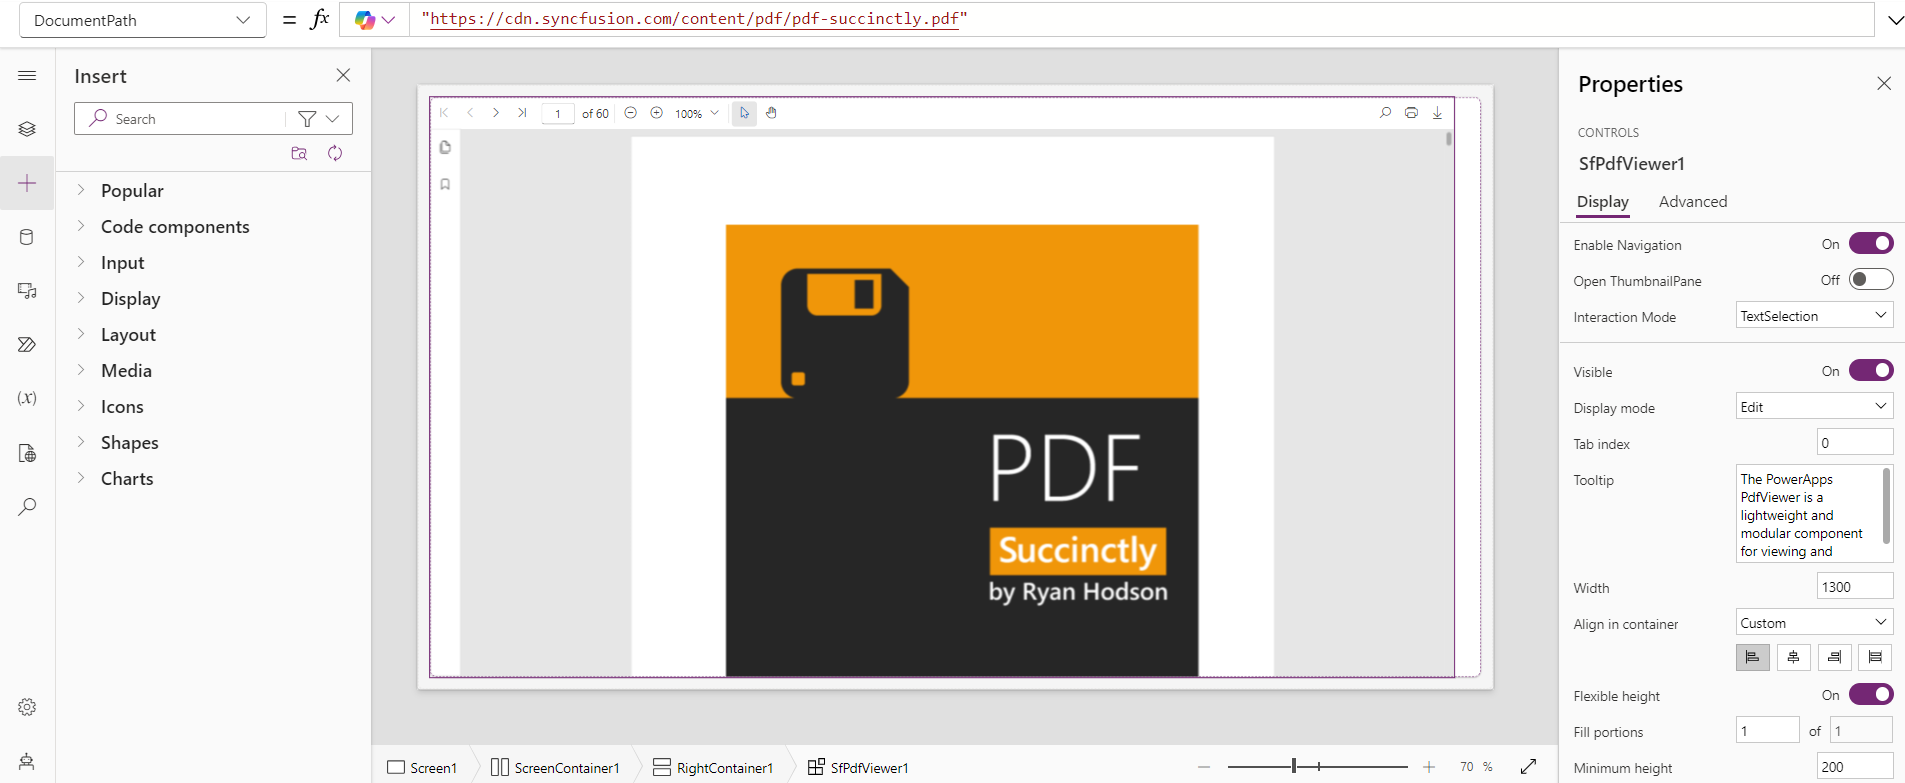 DocumentPath
= fx
"https://cdn.syncfusion.com/content/pdf/pdf-succinctly.pdf"
Insert
Search
Popular
Code components
Input
Display
Layout
Media
Icons
Shapes
Charts
(x)
1 of 60 100%
PDF
Succinctly
by Ryan Hodson
Screen1 ScreenContainer1 RightContainer1 SfPdfViewer1
70 %
Properties
CONTROLS
SfPdfViewer1
Display Advanced
Enable Navigation On
Open ThumbnailPane Off
Interaction Mode TextSelection
Visible On
Display mode Edit
Tab index 0
Tooltip The PowerApps
PdfViewer is a
lightweight and
modular component
for viewing and
Width 1300
Align in container Custom
Flexible height On
Fill portions 1 of 1
Minimum height 200